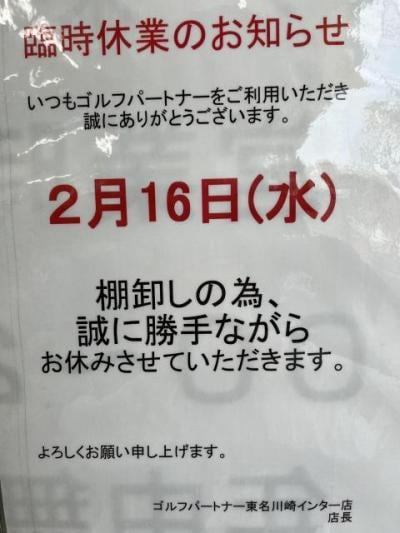 臨時休業のお知らせ
いつもゴルフパートナーをご利用いただき
誠にありがとうございます。
2月16日(水)
棚卸しの為、
誠に勝手ながら
お休みさせていただきます。
よろしくお願い申し上げます。
ゴルフパートナー東名川崎インター店
店長